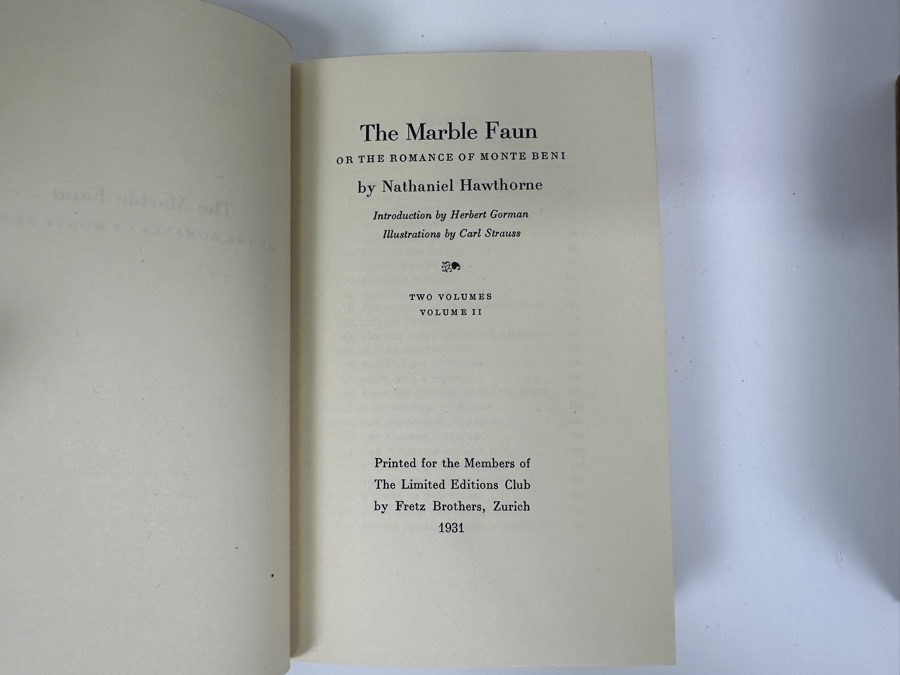 The Marble Faun
OR THE ROMANCE OF MONTE BENI
by Nathaniel Hawthorne
Introduction by Herbert Gorman
Illustrations by Carl Strauss
TWO VOLUMES
VOLUME II
Printed for the Members of
The Limited Editions Club
by Fretz Brothers, Zurich
1931